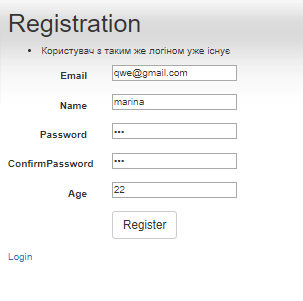 Registration
Користувач з таким же логіном уже існує
Email qwe@gmail.com
Name marina
Password •••
ConfirmPassword •••
Age 22
Register
Login